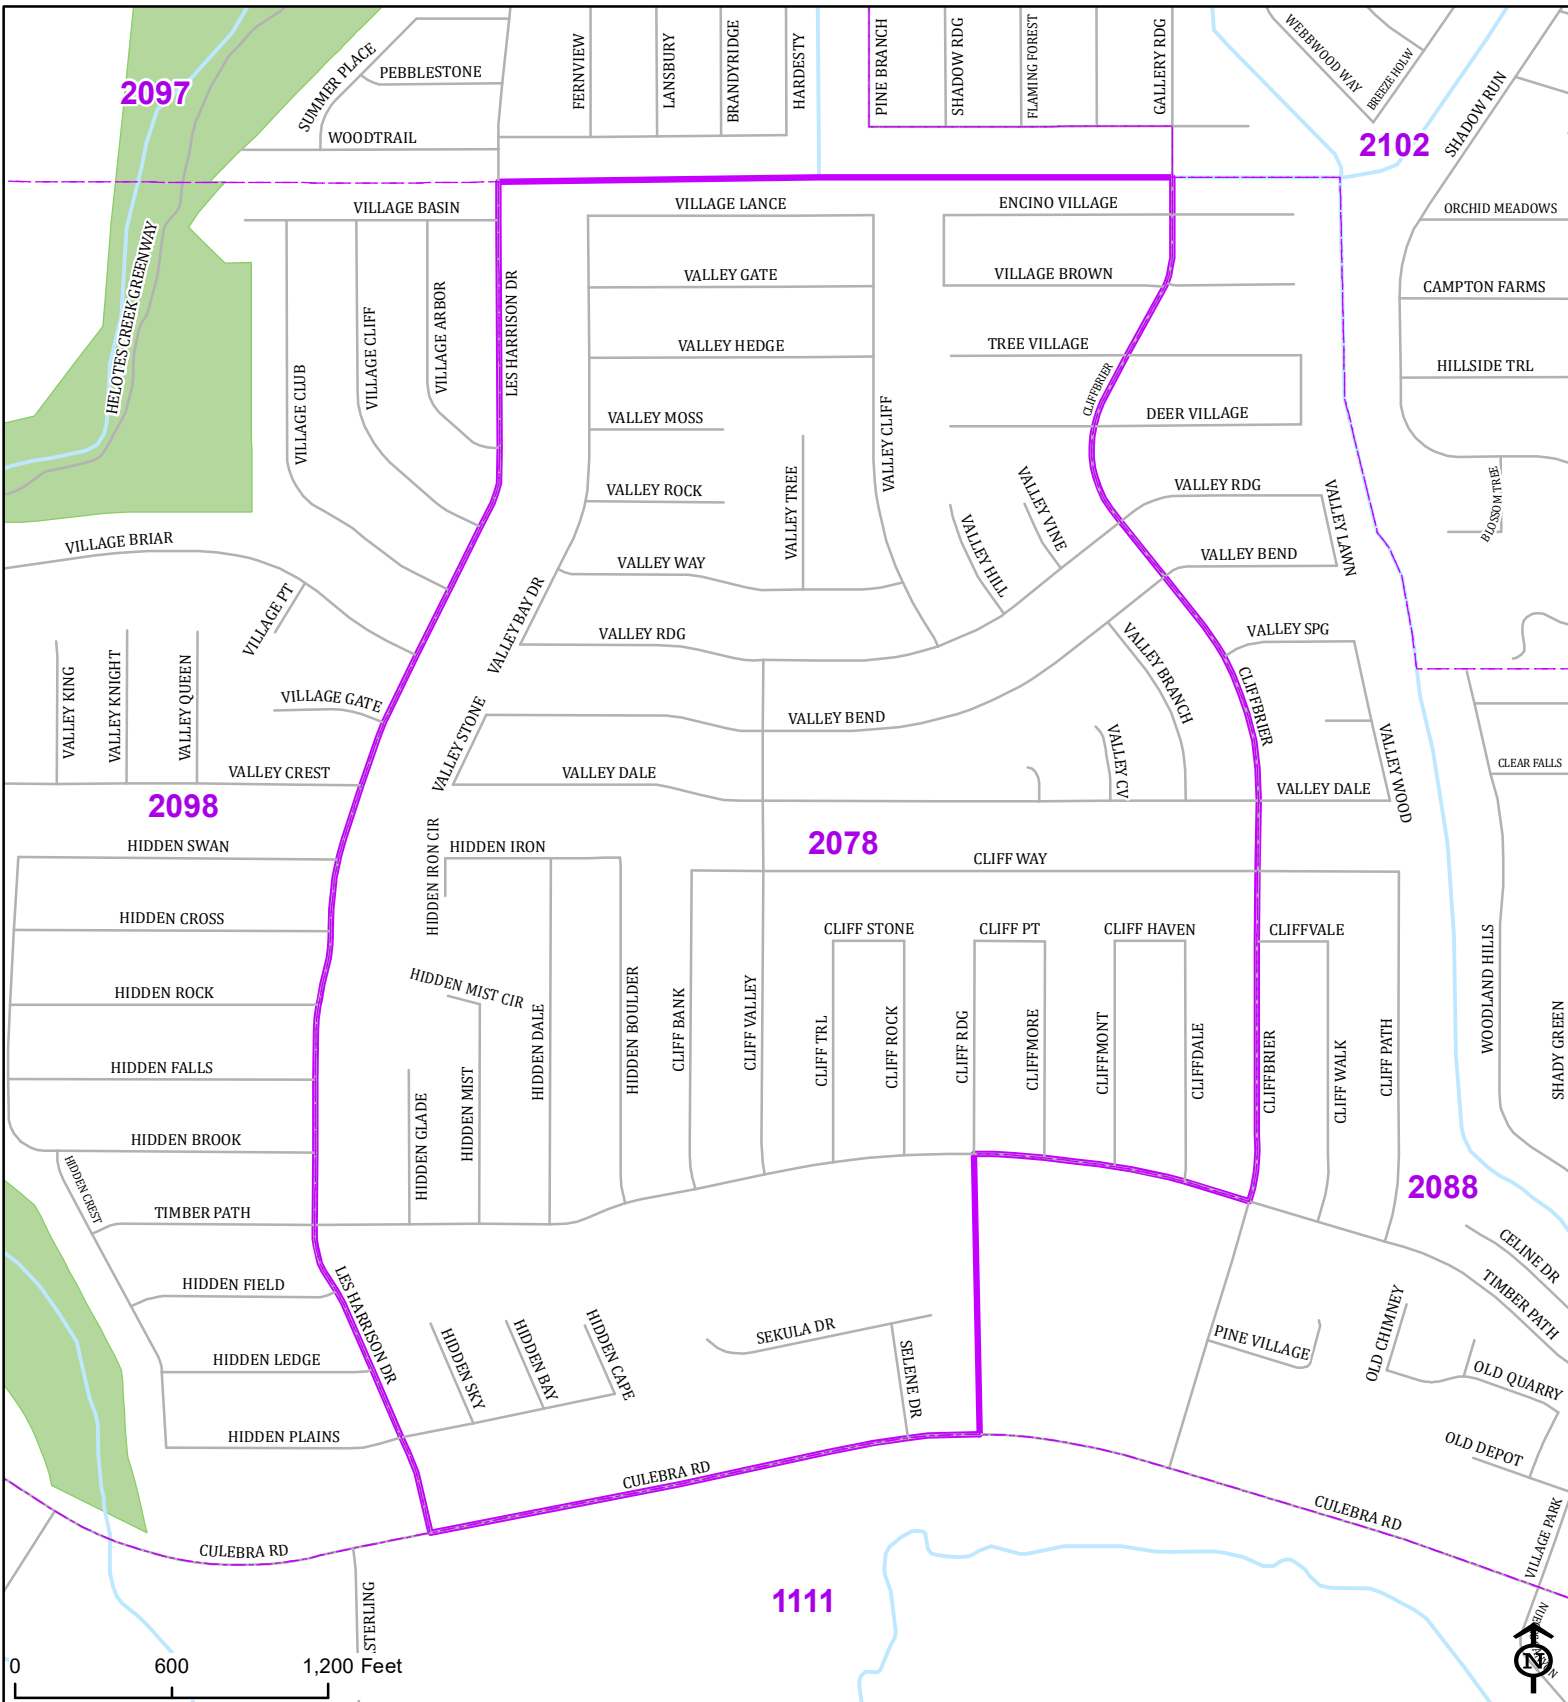 2097
SUMMER PLACE
PEBBLESTONE
WOODTRAIL
FERNVIEW
LANSBURY
BRANDYRIDGE
HARDESTY
PINE BRANCH
SHADOW RDG
FLAMING FOREST
GALLERY RDG
WEBBWOOD WAY
BREEZE HOLW
2102
SHADOW RUN
HELOTES CREEK GREENWAY
VILLAGE BASIN
VILLAGE LANCE
ENCINO VILLAGE
ORCHID MEADOWS
VALLEY GATE
VILLAGE BROWN
CAMPTON FARMS
VILLAGE CLUB
VILLAGE CLIFF
VILLAGE ARBOR
LES HARRISON DR
VALLEY HEDGE
TREE VILLAGE
HILLSIDE TRL
CLIFFBRIER
VALLEY MOSS
DEER VILLAGE
VALLEY CLIFF
VALLEY ROCK
VALLEY TREE
VALLEY VINE
VALLEY RDG
VALLEY LAWN
BLOSSOM TREE
VILLAGE BRIAR
VALLEY WAY
VALLEY HILL
VALLEY BEND
VILLAGE PT
VALLEY BAY DR
VALLEY RDG
VALLEY SPG
VALLEY BRANCH
VALLEY KING
VALLEY KNIGHT
VALLEY QUEEN
VILLAGE GATE
VALLEY STONE
VALLEY BEND
CLIFFBRIER
VALLEY CREST
VALLEY DALE
VALLEY CV
VALLEY DALE
VALLEY WOOD
CLEAR FALLS
2098
2078
HIDDEN SWAN
HIDDEN IRON CIR
HIDDEN IRON
CLIFF WAY
HIDDEN CROSS
CLIFF STONE
CLIFF PT
CLIFF HAVEN
CLIFFVALE
HIDDEN ROCK
HIDDEN MIST CIR
HIDDEN DALE
HIDDEN BOULDER
CLIFF BANK
CLIFF VALLEY
CLIFF TRL
CLIFF ROCK
CLIFF RDG
CLIFFMORE
CLIFFMONT
CLIFFDALE
CLIFFBRIER
CLIFF WALK
CLIFF PATH
WOODLAND HILLS
SHADY GREEN
HIDDEN FALLS
HIDDEN GLADE
HIDDEN MIST
HIDDEN BROOK
HIDDEN CREST
2088
TIMBER PATH
CELINE DR
TIMBER PATH
HIDDEN FIELD
LES HARRISON DR
HIDDEN SKY
HIDDEN BAY
HIDDEN CAPE
SEKULA DR
SELENE DR
PINE VILLAGE
OLD CHIMNEY
OLD QUARRY
HIDDEN LEDGE
HIDDEN PLAINS
OLD DEPOT
CULEBRA RD
CULEBRA RD
CULEBRA RD
VILLAGE PARK
1111
STERLING
0 600 1,200 Feet
N